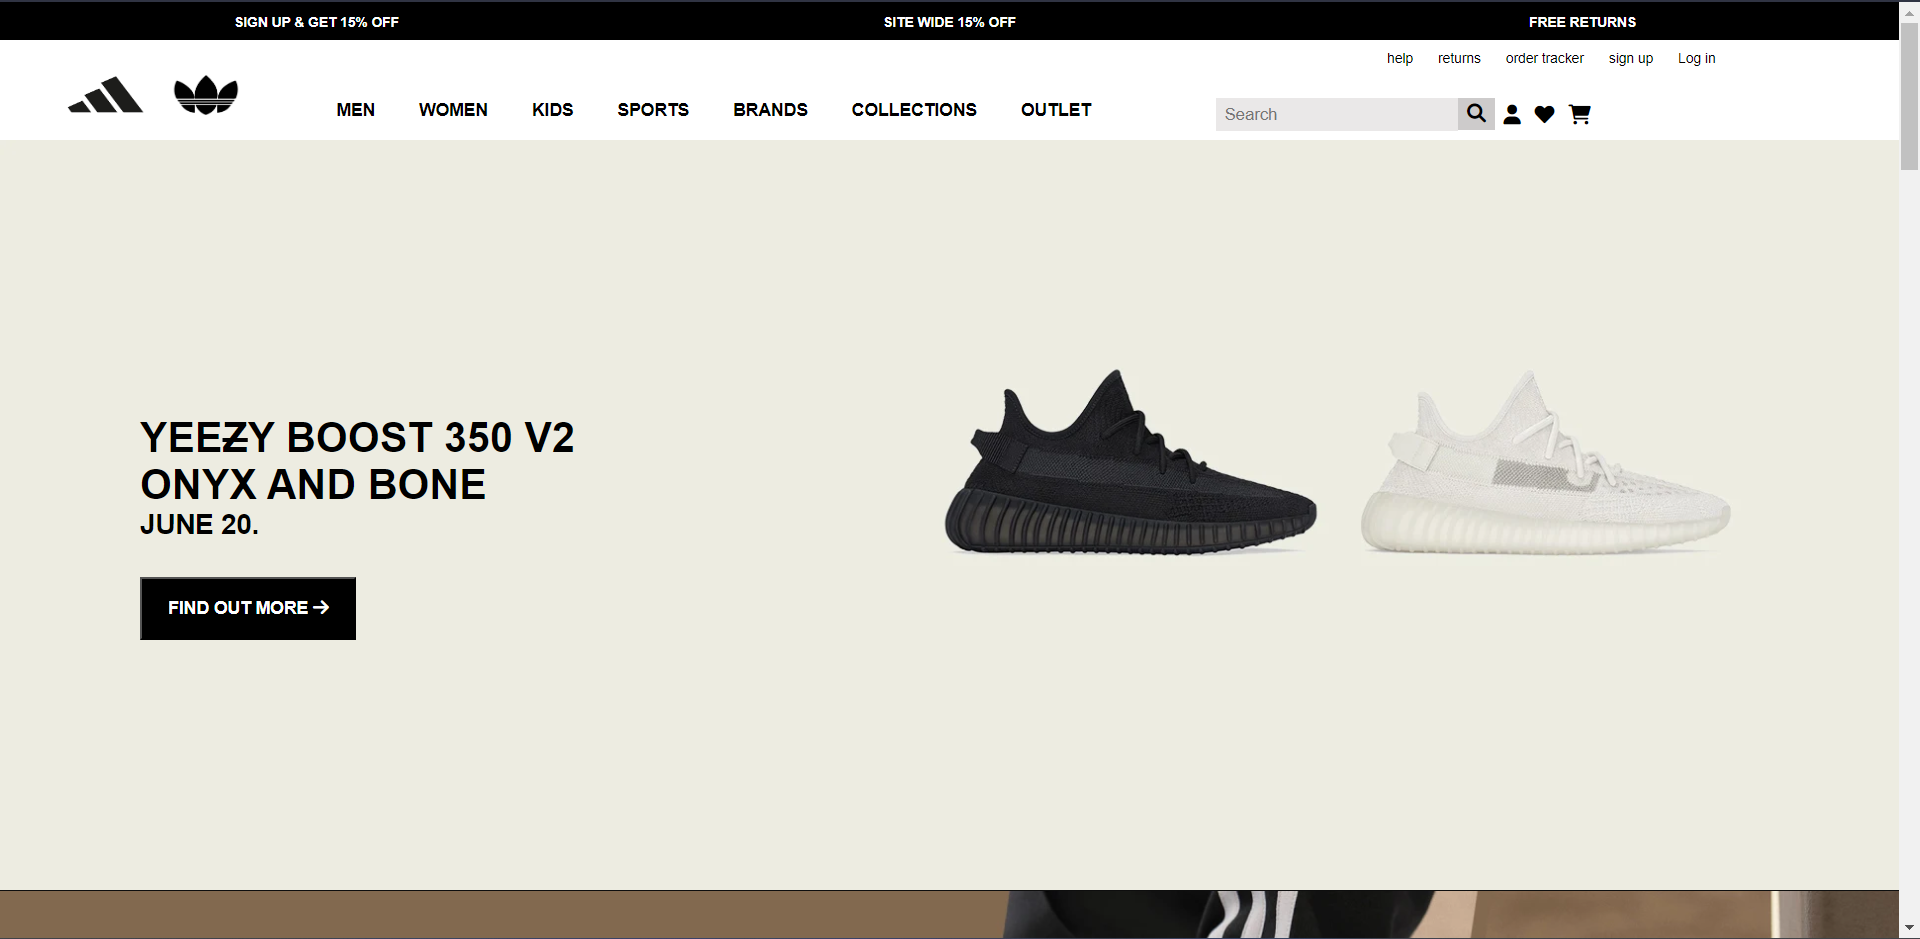 SIGN UP & GET 15% OFF
SITE WIDE 15% OFF
FREE RETURNS
help
returns
order tracker
sign up
Log in
MEN
WOMEN
KIDS
SPORTS
BRANDS
COLLECTIONS
OUTLET
Search
YEEƵY BOOST 350 V2
ONYX AND BONE
JUNE 20.
FIND OUT MORE →